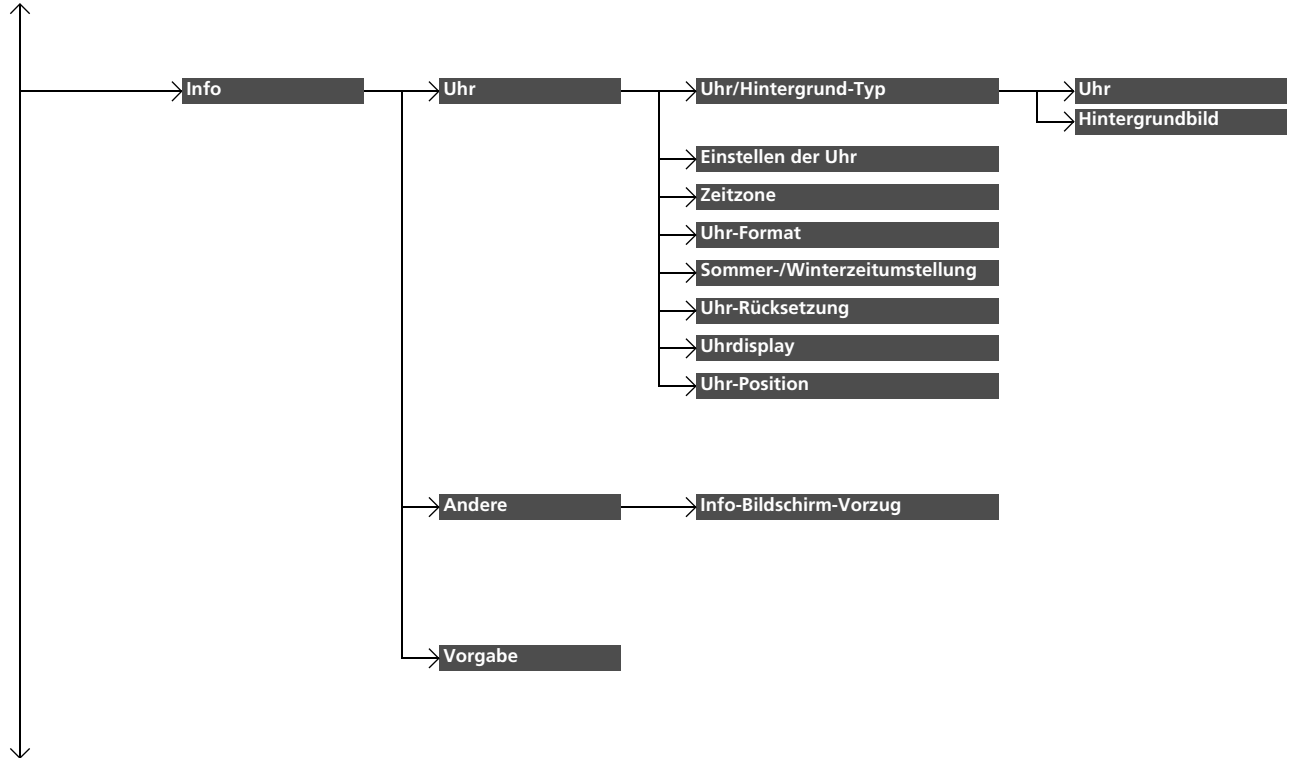 Info
Uhr
Uhr/Hintergrund-Typ
Uhr
Hintergrundbild
Einstellen der Uhr
Zeitzone
Uhr-Format
Sommer-/Winterzeitumstellung
Uhr-Rücksetzung
Uhrdisplay
Uhr-Position
Andere
Info-Bildschirm-Vorzug
Vorgabe